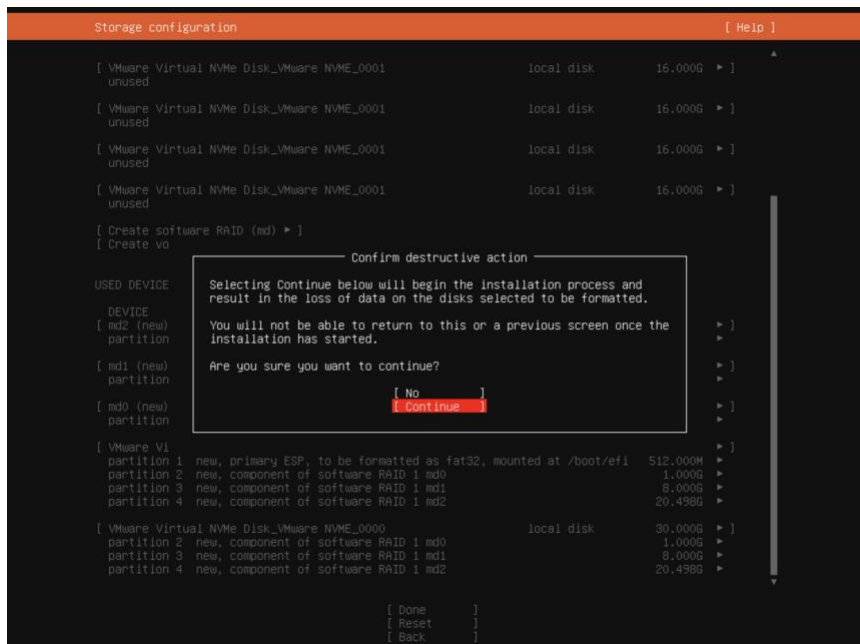 Storage configuration [ Help ]
[ VMware Virtual NVMe Disk_VMware NVME_0001 local disk 16.000G ► ]
unused
[ VMware Virtual NVMe Disk_VMware NVME_0001 local disk 16.000G ► ]
unused
[ VMware Virtual NVMe Disk_VMware NVME_0001 local disk 16.000G ► ]
unused
[ VMware Virtual NVMe Disk_VMware NVME_0001 local disk 16.000G ► ]
unused
[ Create software RAID (md) ► ]
[ Create vo
Confirm destructive action
USED DEVICE
Selecting Continue below will begin the installation process and
result in the loss of data on the disks selected to be formatted.
You will not be able to return to this or a previous screen once the
installation has started.
Are you sure you want to continue?
[ No ]
[ Continue ]
DEVICE
[ md2 (new) ► ]
partition ►
[ md1 (new) ► ]
partition ►
[ md0 (new) ► ]
partition ►
[ VMware Vi ► ]
partition 1 new, primary ESP, to be formatted as fat32, mounted at /boot/efi 512.000M ►
partition 2 new, component of software RAID 1 md0 1.000G ►
partition 3 new, component of software RAID 1 md1 8.000G ►
partition 4 new, component of software RAID 1 md2 20.498G ►
[ VMware Virtual NVMe Disk_VMware NVME_0000 local disk 30.000G ► ]
partition 2 new, component of software RAID 1 md0 1.000G ►
partition 3 new, component of software RAID 1 md1 8.000G ►
partition 4 new, component of software RAID 1 md2 20.498G ►
[ Done ]
[ Reset ]
[ Back ]